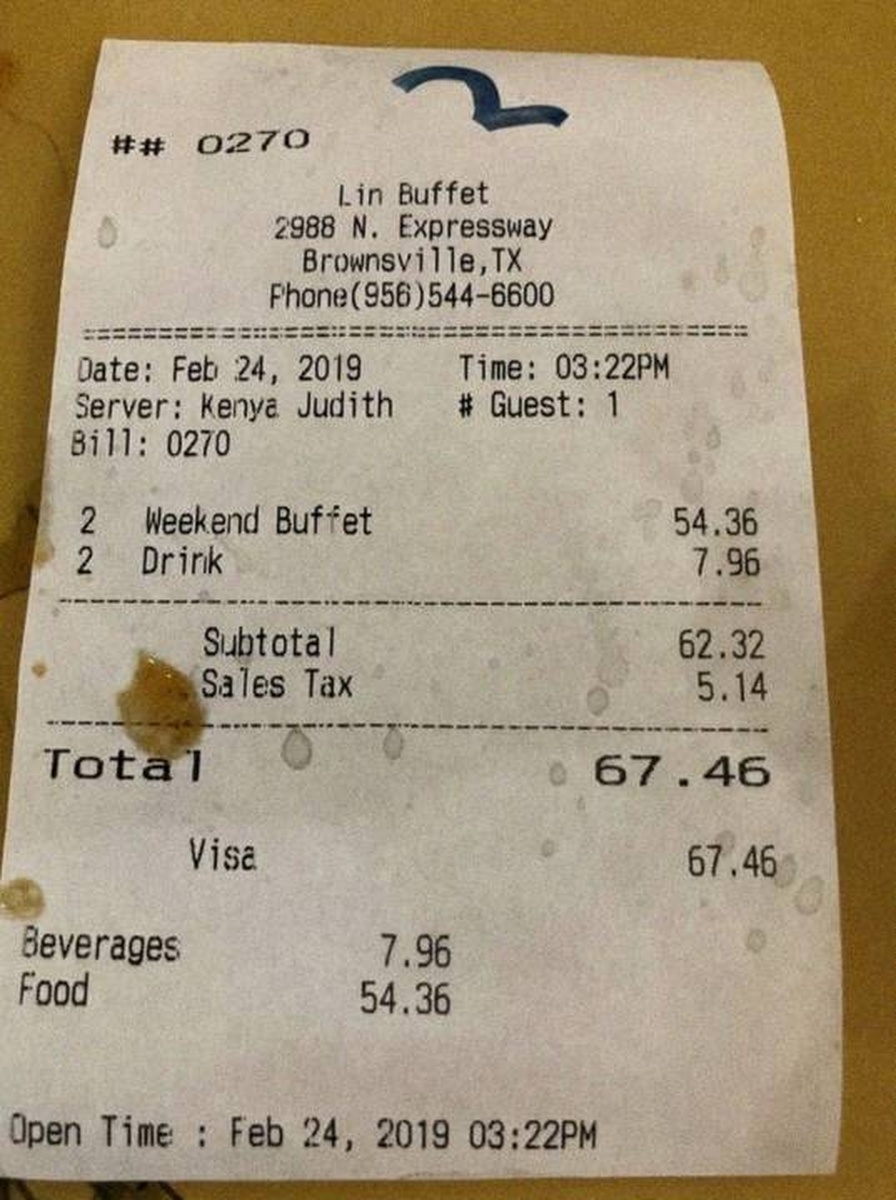 2
## 0270
Lin Buffet
2988 N. Expressway
Brownsville,TX
Phone(956)544-6600
================================================
Date: Feb 24, 2019 Time: 03:22PM
Server: Kenya Judith # Guest: 1
Bill: 0270
2 Weekend Buffet 54.36
2 Drink 7.96
------------------------------------------------
Subtotal 62.32
Sales Tax 5.14
------------------------------------------------
Total 67.46
Visa 67.46
Beverages 7.96
Food 54.36
Open Time : Feb 24, 2019 03:22PM